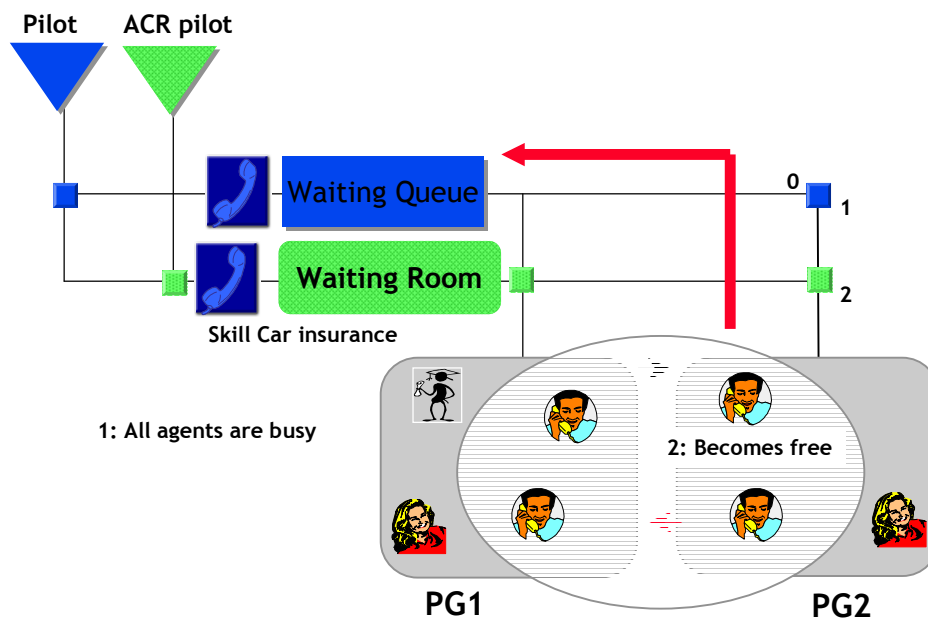 Pilot
ACR pilot
Waiting Queue
0
1
Waiting Room
2
Skill Car insurance
1: All agents are busy
2: Becomes free
PG1
PG2